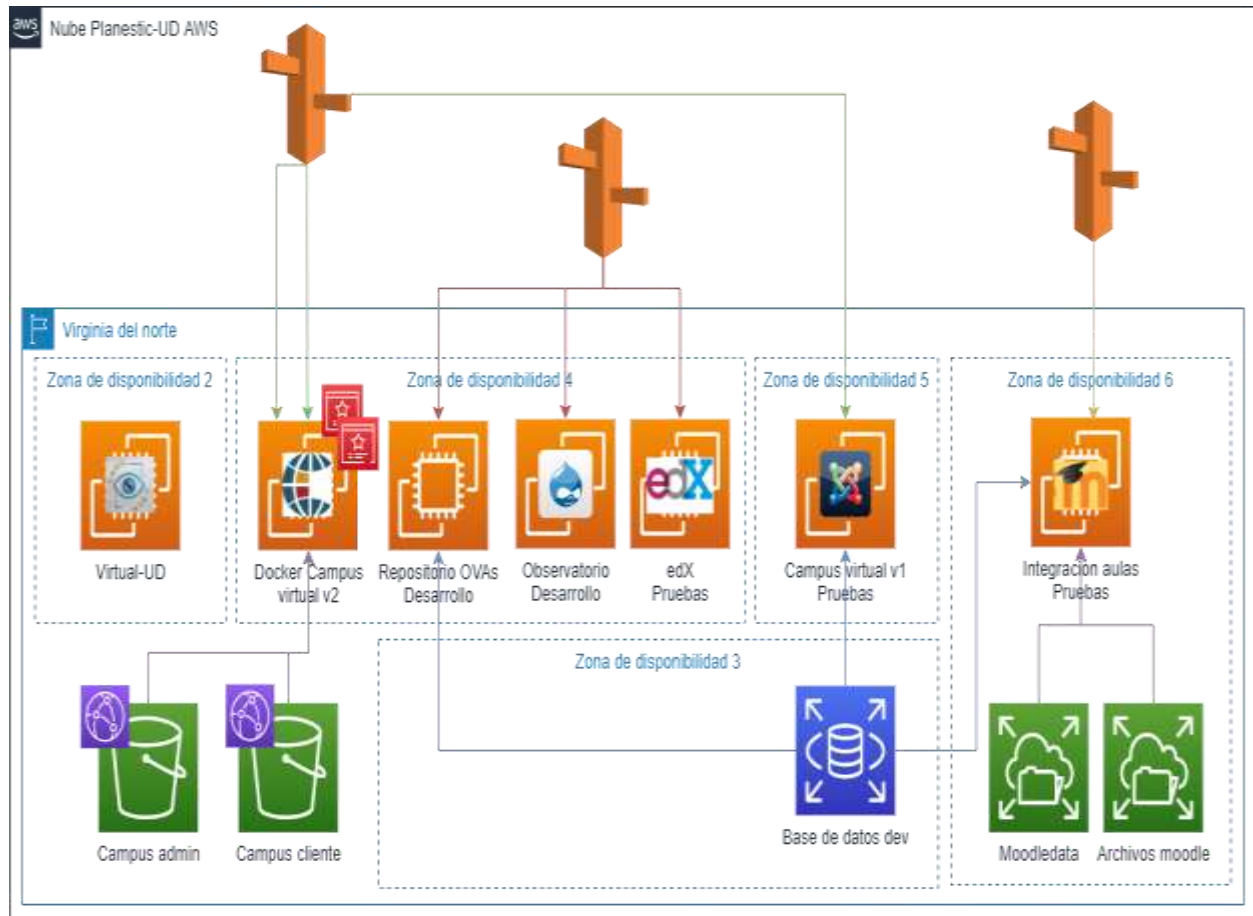 aws
Nube Planestic-UD AWS
Virginia del norte
Zona de disponibilidad 2
Zona de disponibilidad 4
Zona de disponibilidad 5
Zona de disponibilidad 6
edX
Virtual-UD
Docker Campus
virtual v2
Repositorio OVAs
Desarrollo
Observatorio
Desarrollo
edX
Pruebas
Campus virtual v1
Pruebas
Integracion aulas
Pruebas
Zona de disponibilidad 3
Campus admin
Campus cliente
Base de datos dev
Moodledata
Archivos moodle